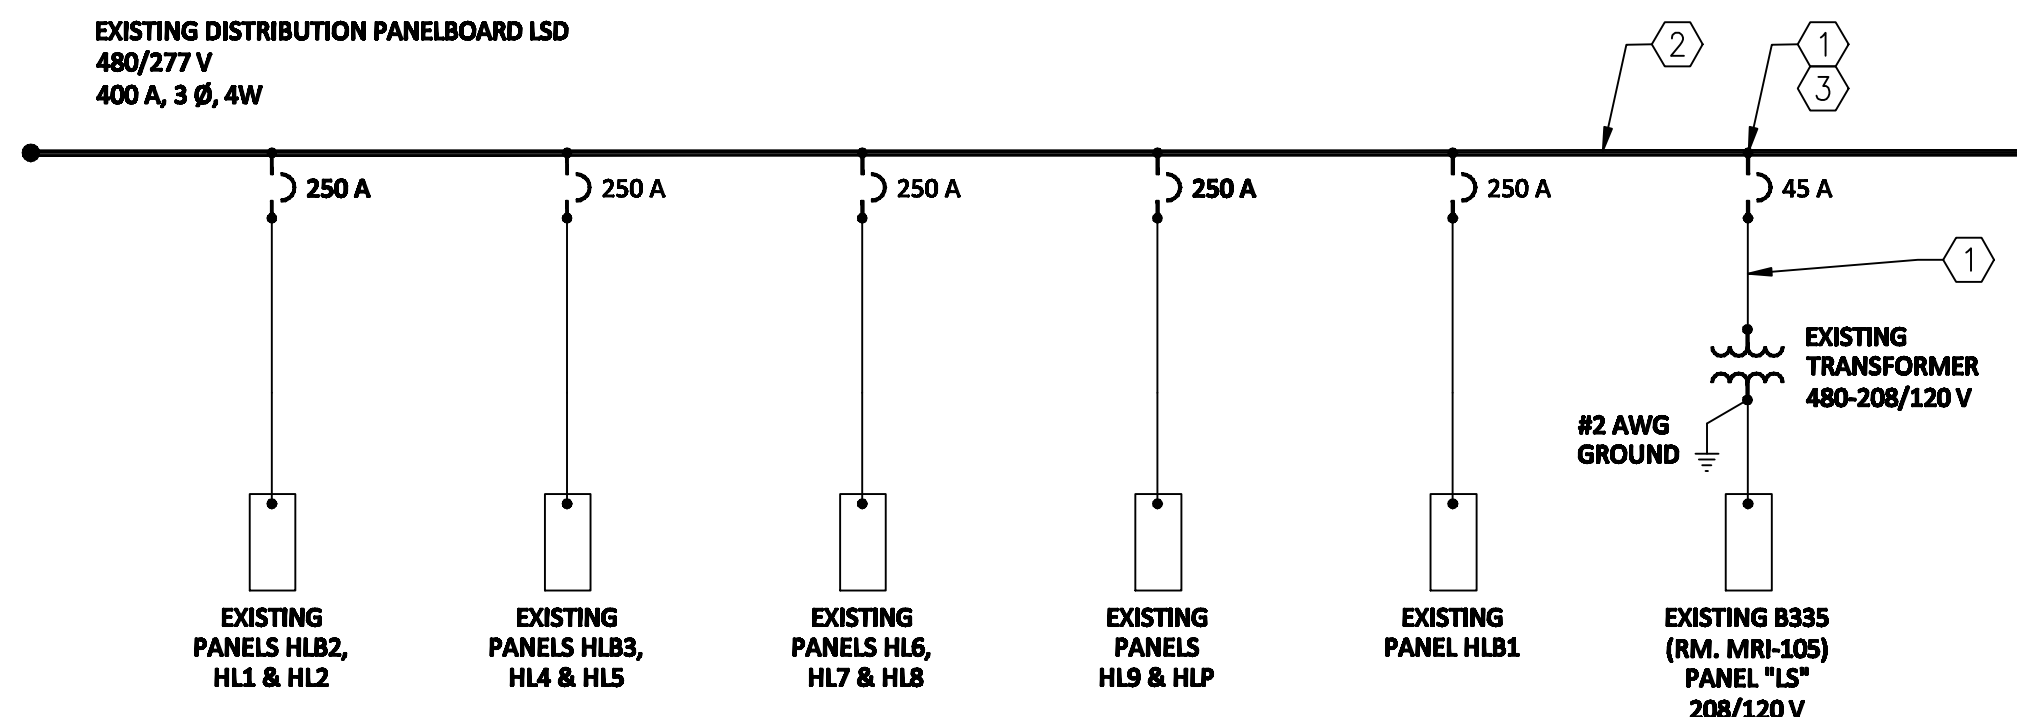 EXISTING DISTRIBUTION PANELBOARD LSD
480/277 V
400 A, 3 Ø, 4W
2
1
3
250 A
250 A
250 A
250 A
250 A
45 A
1
EXISTING
TRANSFORMER
480-208/120 V
#2 AWG
GROUND
EXISTING
PANELS HLB2,
HL1 & HL2
EXISTING
PANELS HLB3,
HL4 & HL5
EXISTING
PANELS HL6,
HL7 & HL8
EXISTING
PANELS
HL9 & HLP
EXISTING
PANEL HLB1
EXISTING B335
(RM. MRI-105)
PANEL "LS"
208/120 V